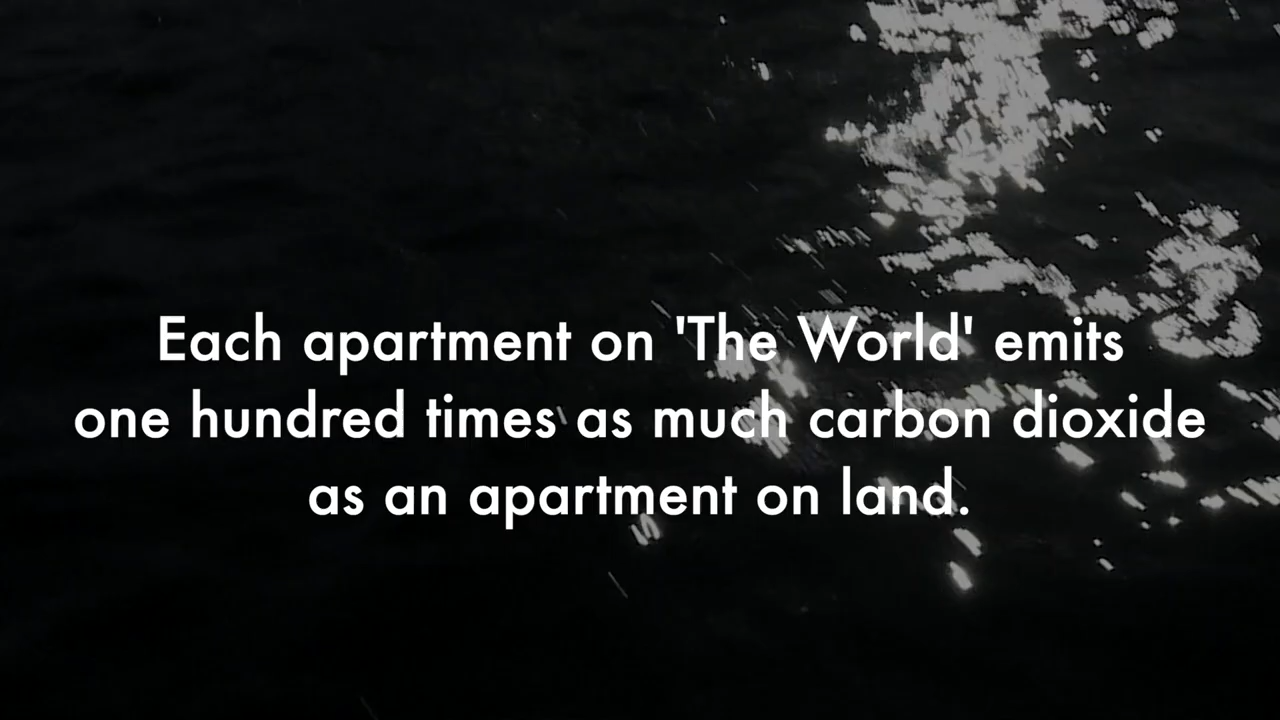 Each apartment on 'The World' emits
one hundred times as much carbon dioxide
as an apartment on land.